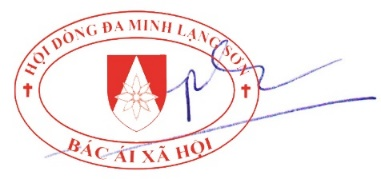 HỘI DÒNG ĐA MINH LẠNG SƠN
BÁC ÁI XÃ HỘI